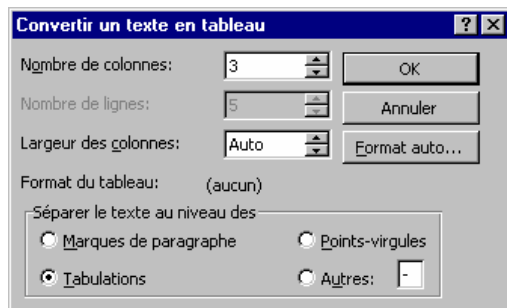 Convertir un texte en tableau
Nombre de colonnes: 3 OK
Nombre de lignes: 5 Annuler
Largeur des colonnes: Auto Format auto...
Format du tableau: (aucun)
Séparer le texte au niveau des
Marques de paragraphe Points-virgules
Tabulations Autres: -